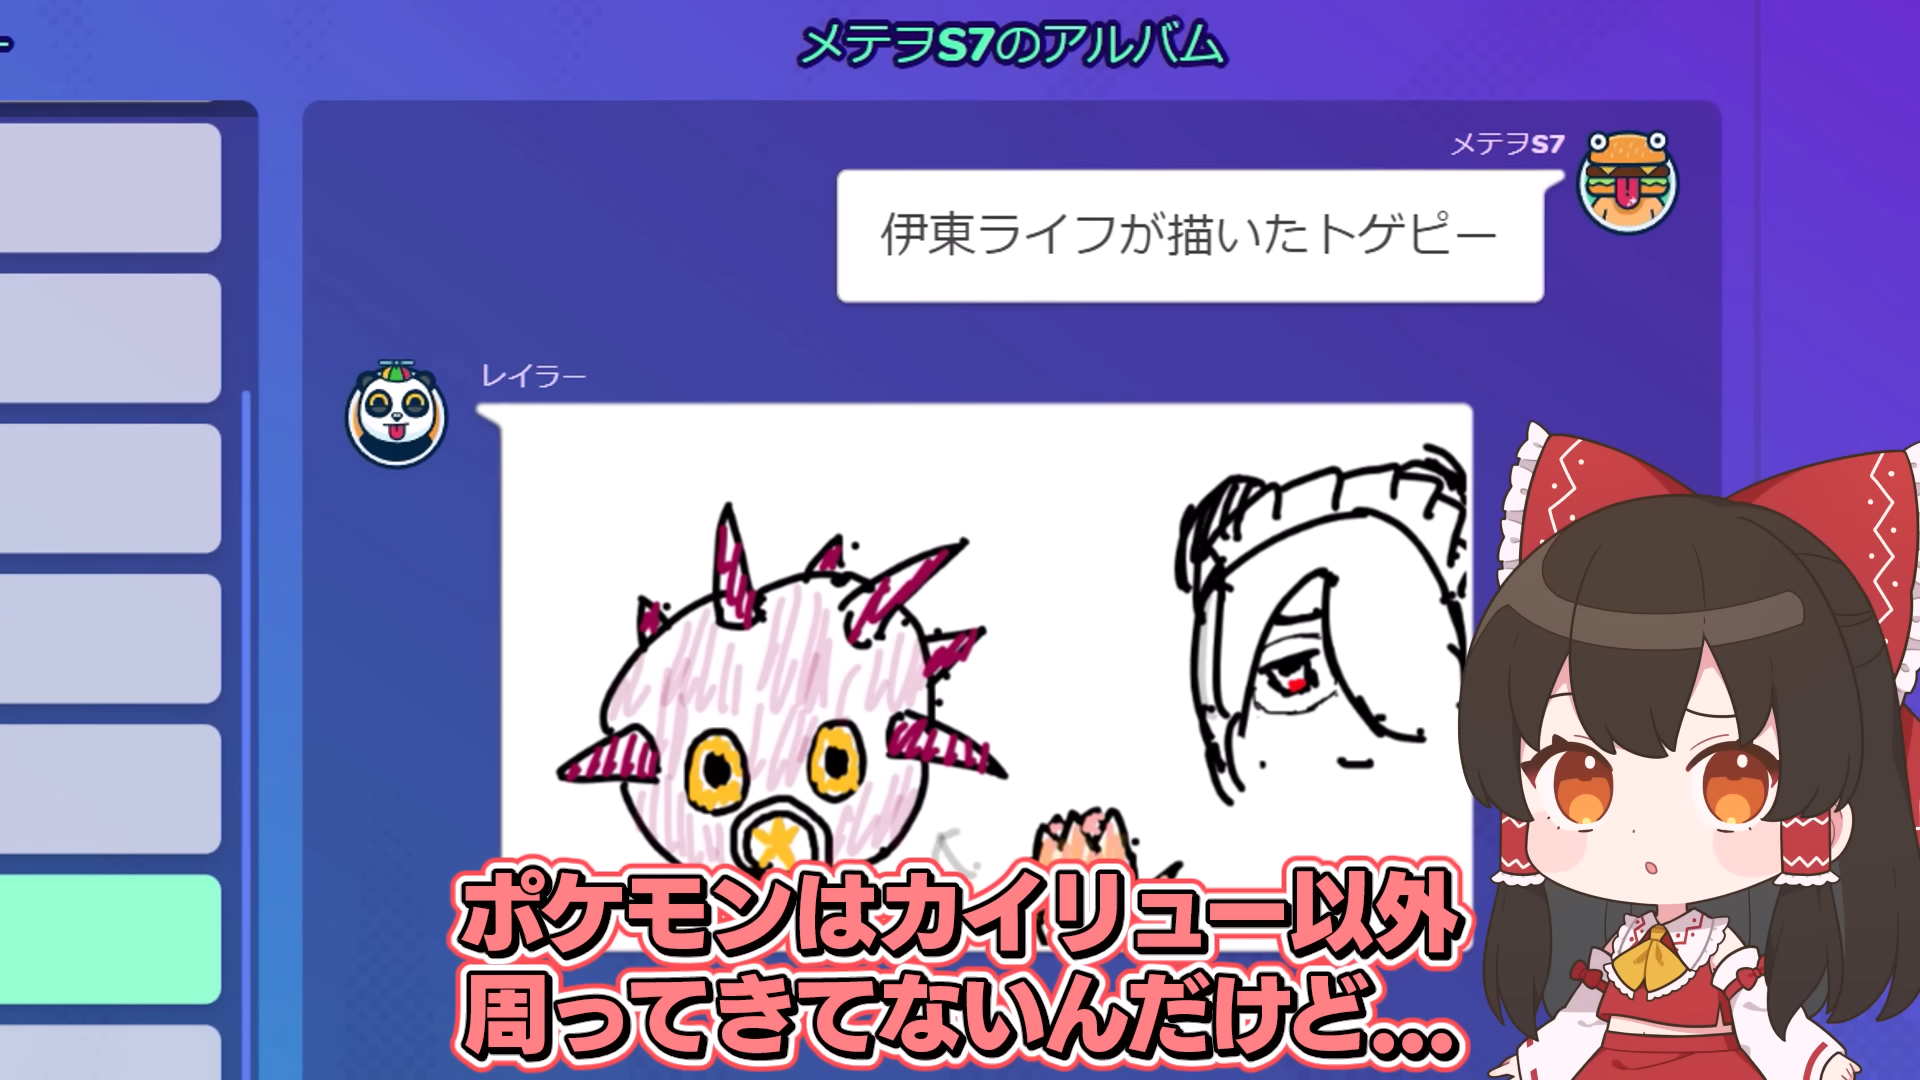 メテヲS7のアルバム
メテヲS7
伊東ライフが描いたトゲピー
レイラー
ポケモンはカイリュー以外
周ってきてないんだけど...